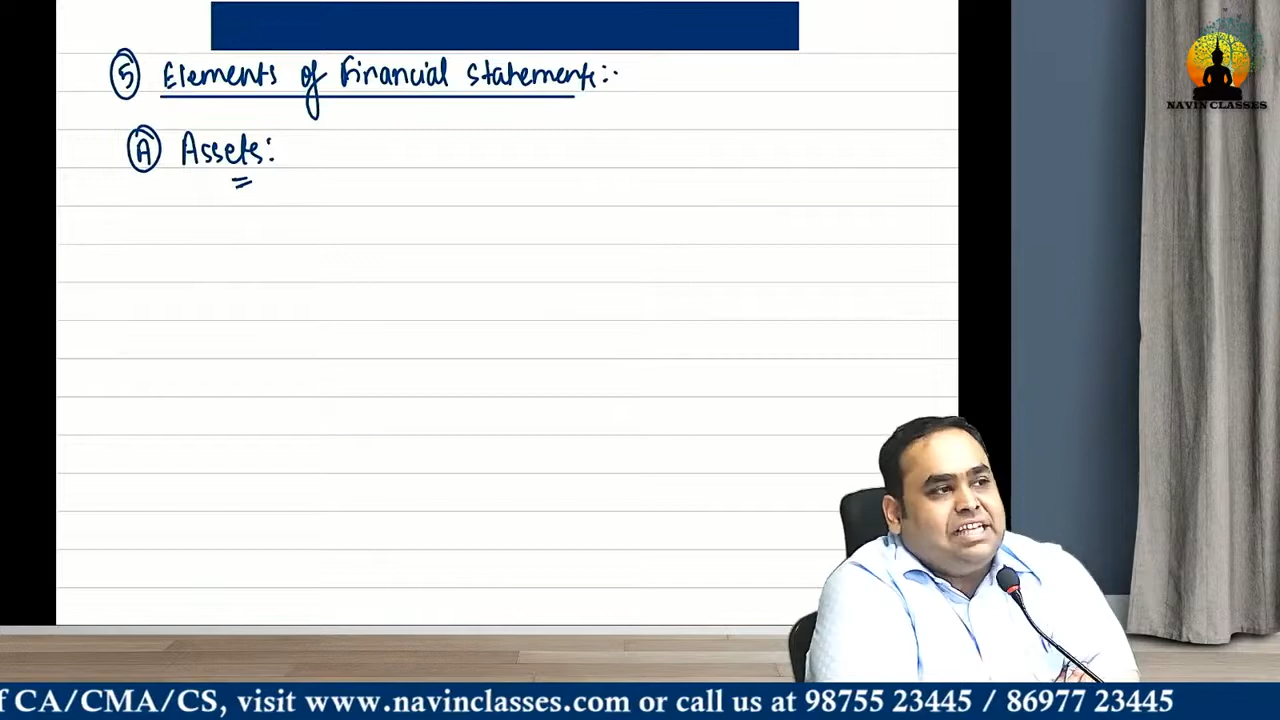 ⑤ Elements of Financial Statements:-
Ⓐ Assets:
NAVIN CLASSES
f CA/CMA/CS, visit www.navinclasses.com or call us at 98755 23445 / 86977 23445